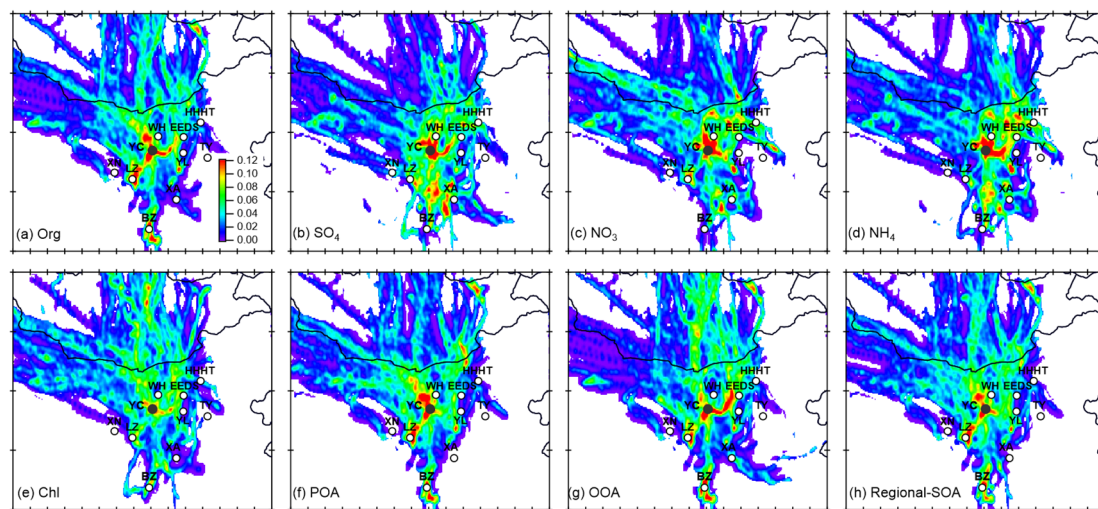 HHHT
WH EEDS
YC
XN
LZ
YL
TY
XA
BZ
0.12
0.10
0.08
0.06
0.04
0.02
0.00
(a) Org
HHHT
WH EEDS
YC
XN
LZ
YL
TY
XA
BZ
(b) SO₄
HHHT
WH EEDS
YC
XN
LZ
YL
TY
XA
BZ
(c) NO₃
HHHT
WH EEDS
YC
XN
LZ
YL
TY
XA
BZ
(d) NH₄
HHHT
WH EEDS
YC
XN
LZ
YL
TY
XA
BZ
(e) Chl
HHHT
WH EEDS
YC
XN
LZ
YL
TY
XA
BZ
(f) POA
HHHT
WH EEDS
YC
XN
LZ
YL
TY
XA
BZ
(g) OOA
HHHT
WH EEDS
YC
XN
LZ
YL
TY
XA
BZ
(h) Regional-SOA